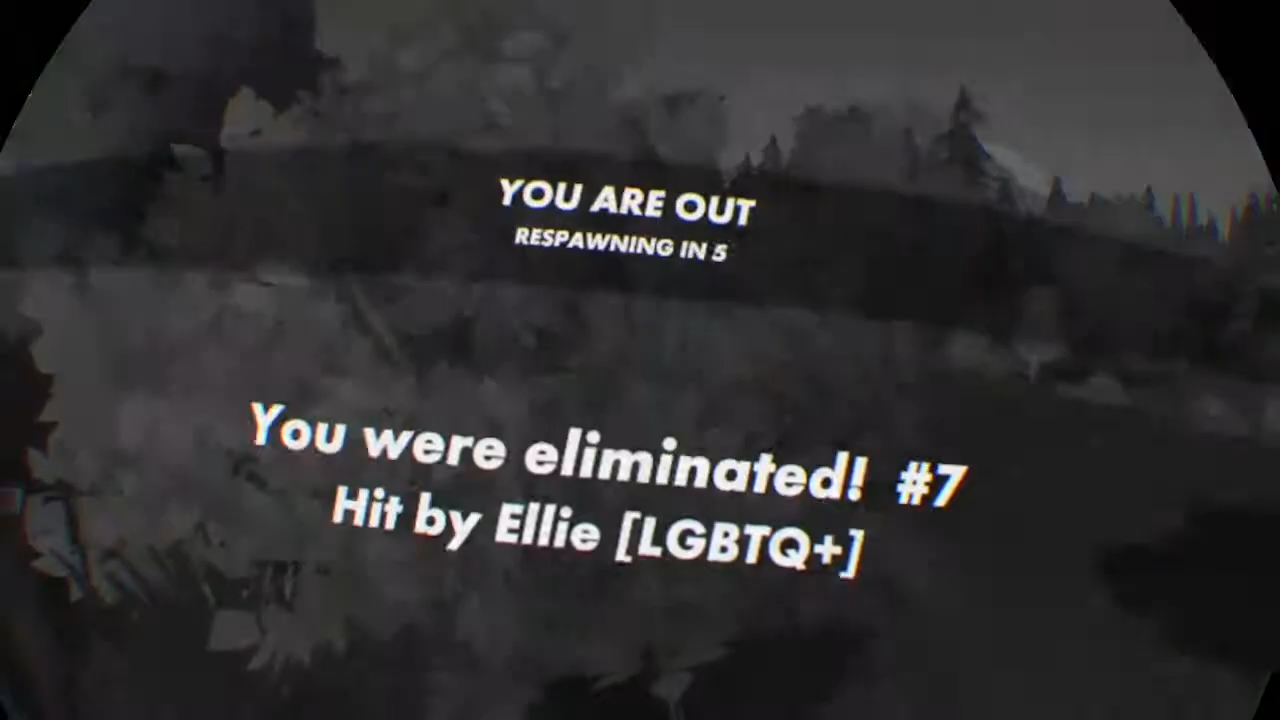 YOU ARE OUT
RESPAWNING IN 5
You were eliminated! #7
Hit by Ellie [LGBTQ+]